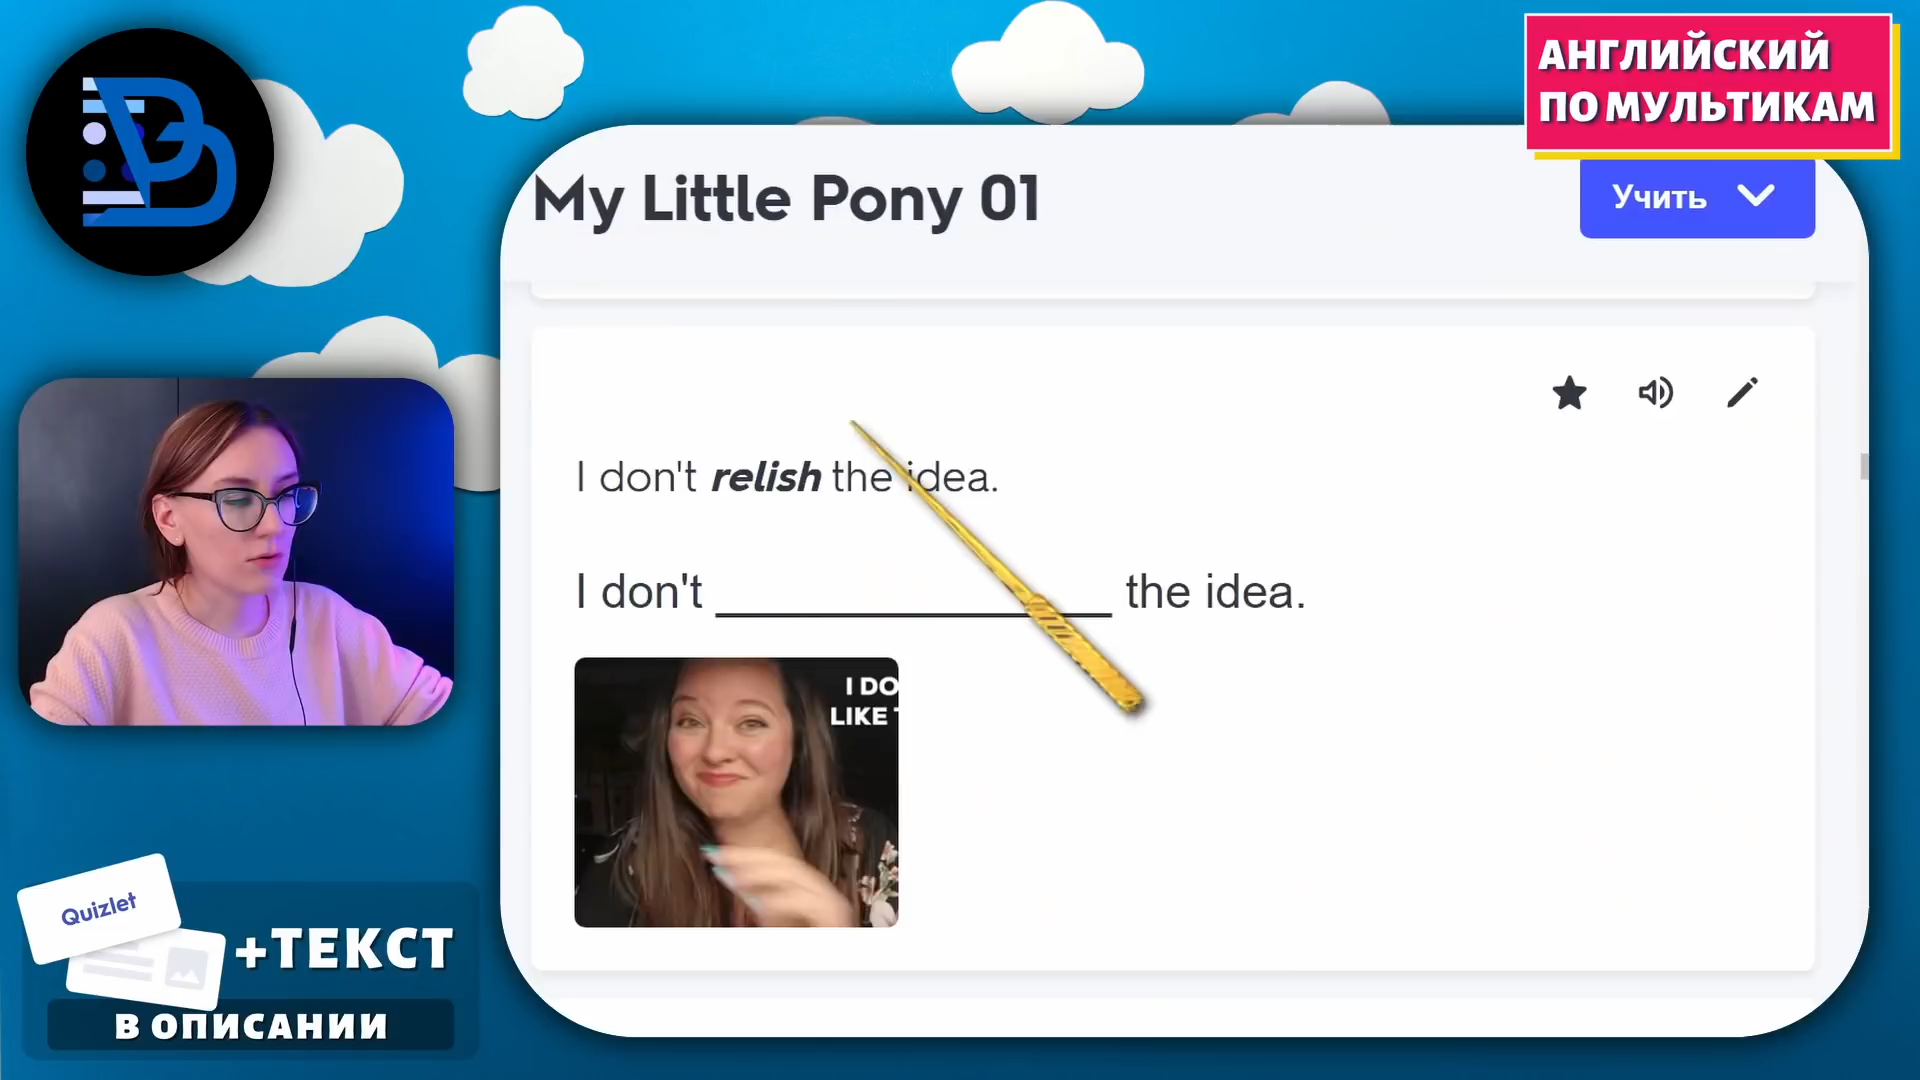 АНГЛИЙСКИЙ
ПО МУЛЬТИКАМ
My Little Pony 01
Учить
I don't relish the idea.
I don't ______________ the idea.
I DO
LIKE
Quizlet
+ТЕКСТ
В ОПИСАНИИ